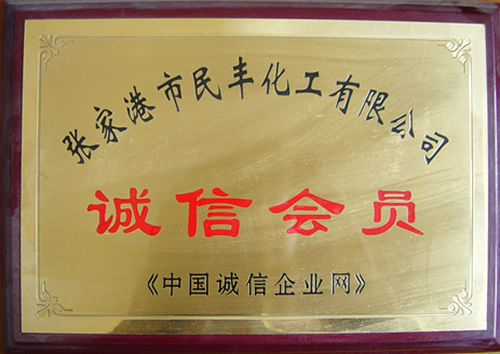 张家港市民丰化工有限公司
诚信会员
《中国诚信企业网》